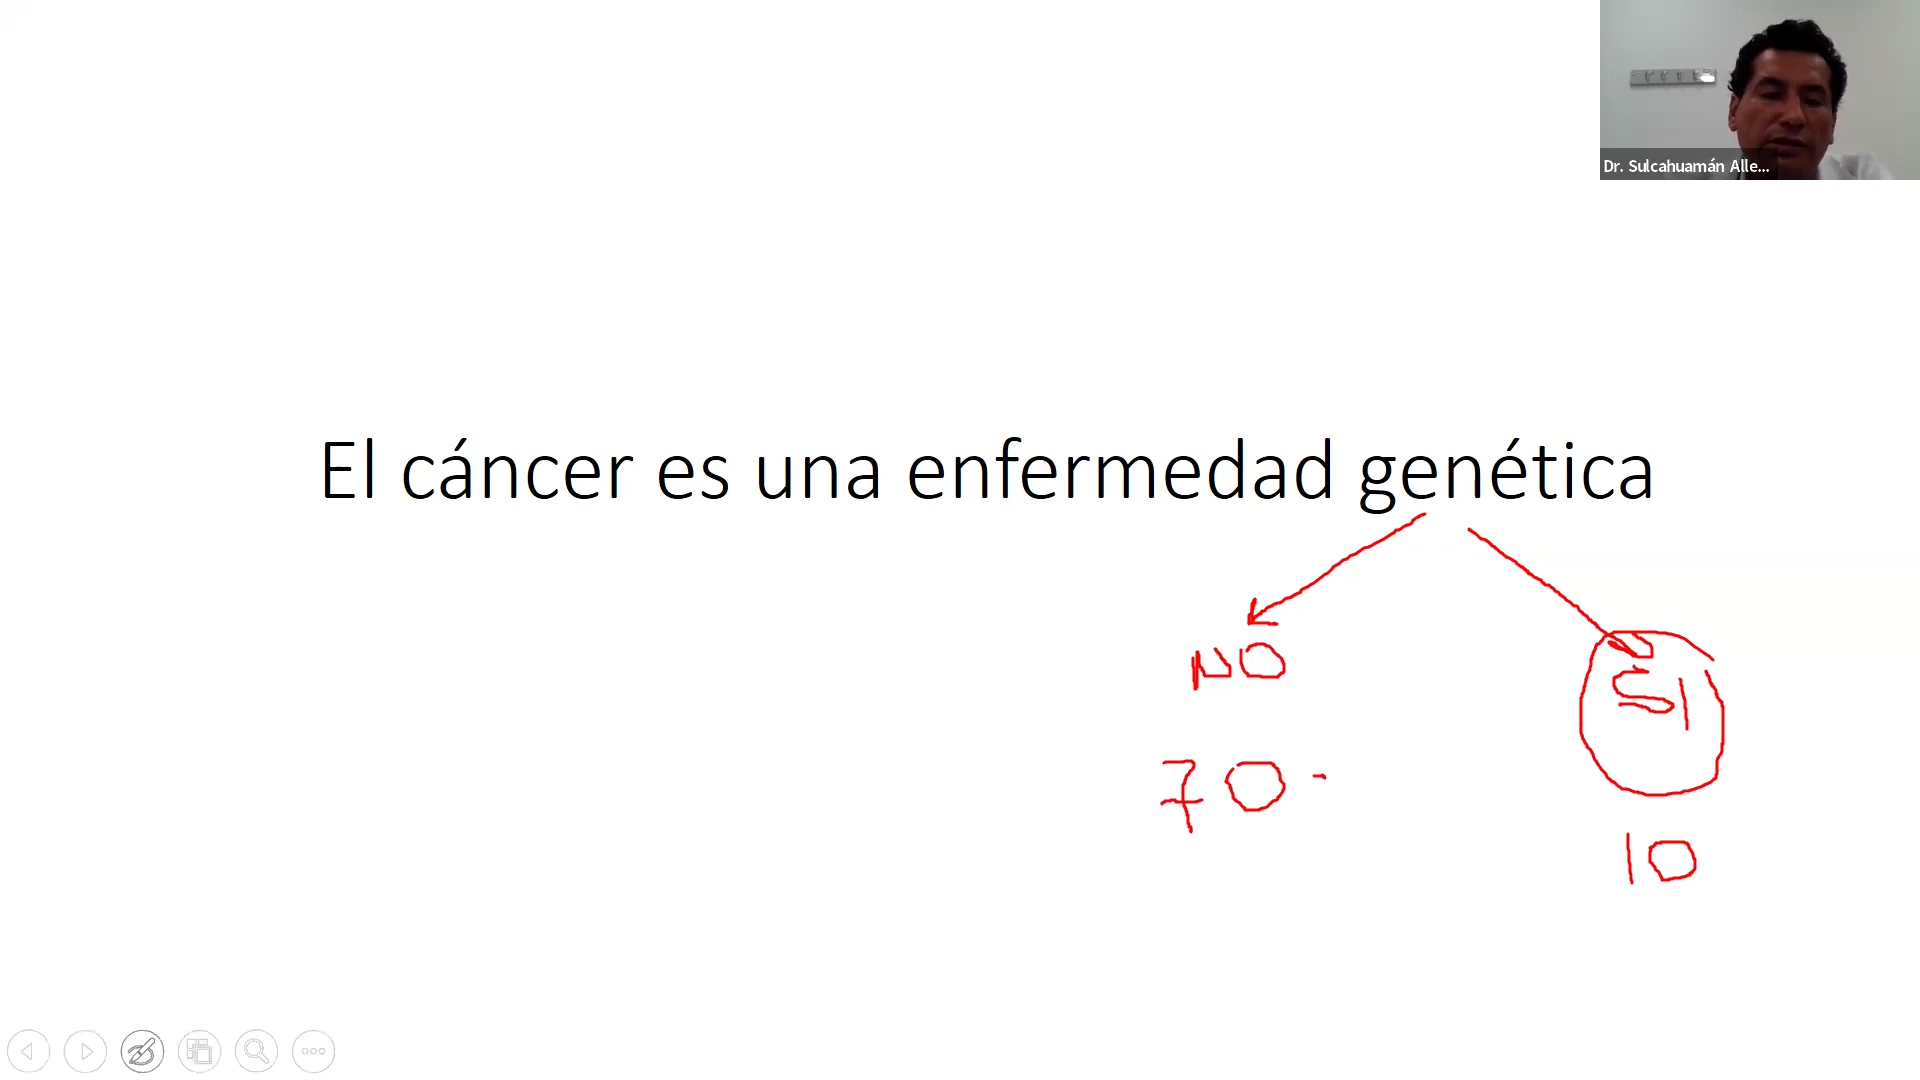 Dr. Sulcahuamán Alle...
El cáncer es una enfermedad genética
NO
SI
70 -
10